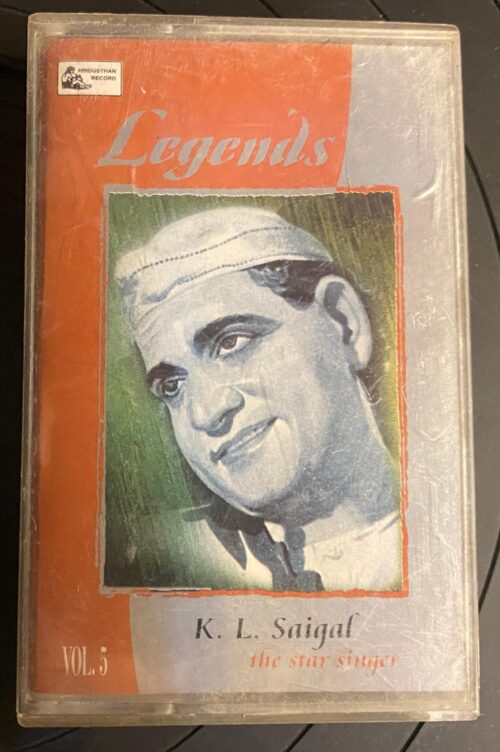 HINDUSTHAN
RECORD
Legends
K. L. Saigal
the star singer
VOL. 5